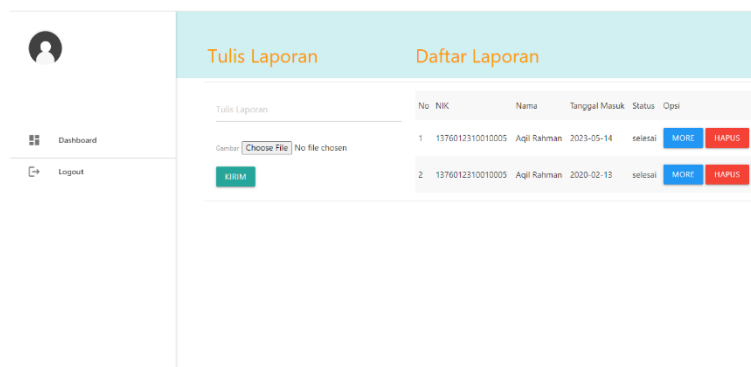 Tulis Laporan
Daftar Laporan
Dashboard
Logout
Tulis Laporan
Gambar Choose File No file chosen
KIRIM
No NIK Nama Tanggal Masuk Status Opsi
1 1376012310010005 Aqil Rahman 2023-05-14 selesai MORE HAPUS
2 1376012310010005 Aqil Rahman 2020-02-13 selesai MORE HAPUS